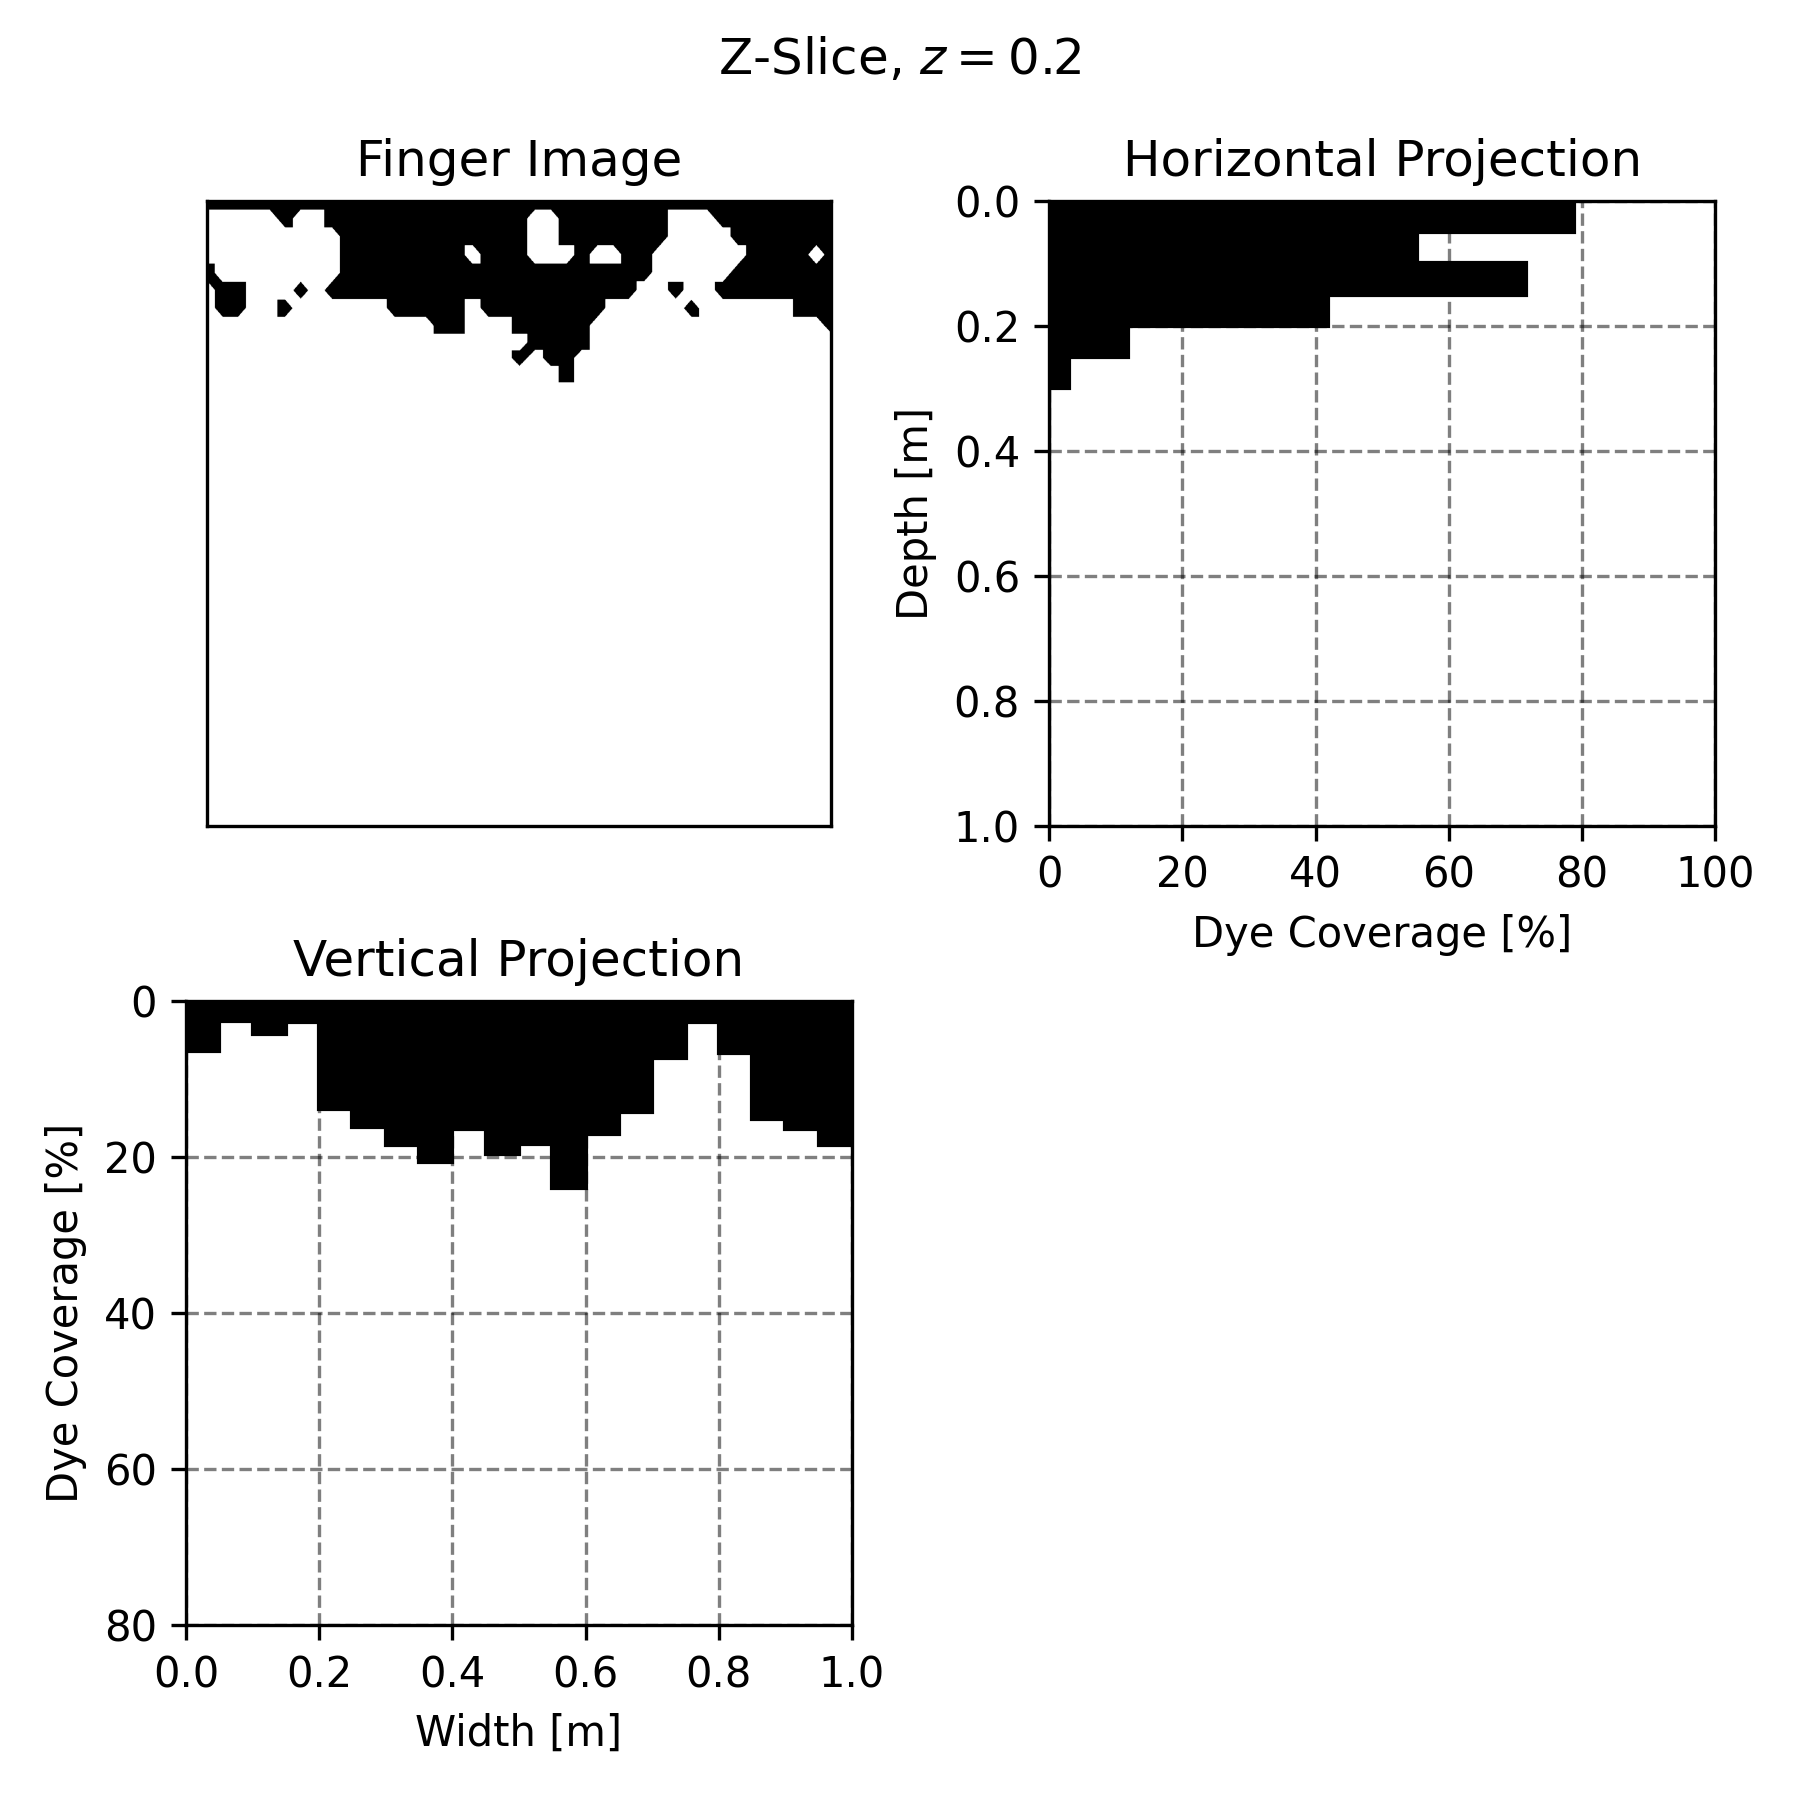 Z-Slice, z = 0.2
Finger Image
Horizontal Projection
0.0
0.2
0.4
0.6
0.8
1.0
Depth [m]
0 20 40 60 80 100
Dye Coverage [%]
Vertical Projection
0
20
40
60
80
Dye Coverage [%]
0.0 0.2 0.4 0.6 0.8 1.0
Width [m]